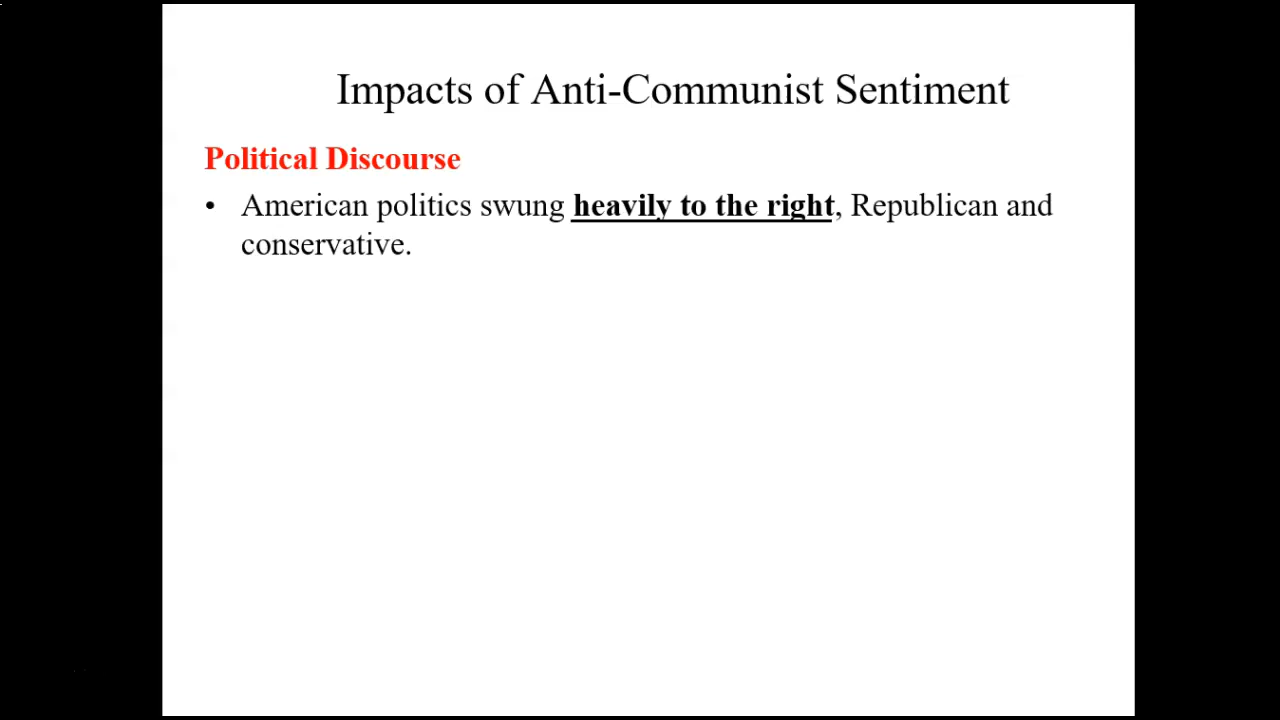 Impacts of Anti-Communist Sentiment
Political Discourse
• American politics swung heavily to the right, Republican and
conservative.